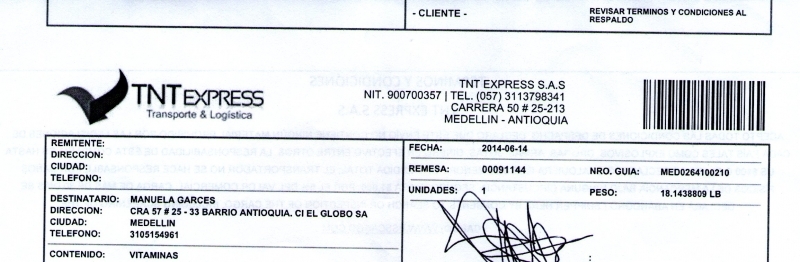 - CLIENTE -
REVISAR TERMINOS Y CONDICIONES AL
RESPALDO
TNT EXPRESS
Transporte & Logística
TNT EXPRESS S.A.S
NIT. 900700357 | TEL. (057) 3113798341
CARRERA 50 # 25-213
MEDELLIN - ANTIOQUIA
REMITENTE:
DIRECCION:
CIUDAD:
TELEFONO:
DESTINATARIO: MANUELA GARCES
DIRECCION: CRA 57 # 25 - 33 BARRIO ANTIOQUIA. CI EL GLOBO SA
CIUDAD: MEDELLIN
TELEFONO: 3105154961
CONTENIDO: VITAMINAS
FECHA: 2014-06-14
REMESA: 00091144 NRO. GUIA: MED0264100210
UNIDADES: 1 PESO: 18.1438809 LB